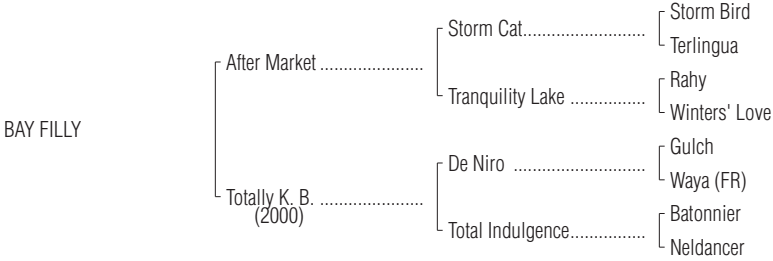 Storm Bird
Storm Cat..........................
Terlingua
After Market ......................
Rahy
Tranquility Lake ................
Winters' Love
BAY FILLY
Gulch
De Niro ............................
Waya (FR)
Totally K. B. ......................
(2000)
Batonnier
Total Indulgence................
Neldancer